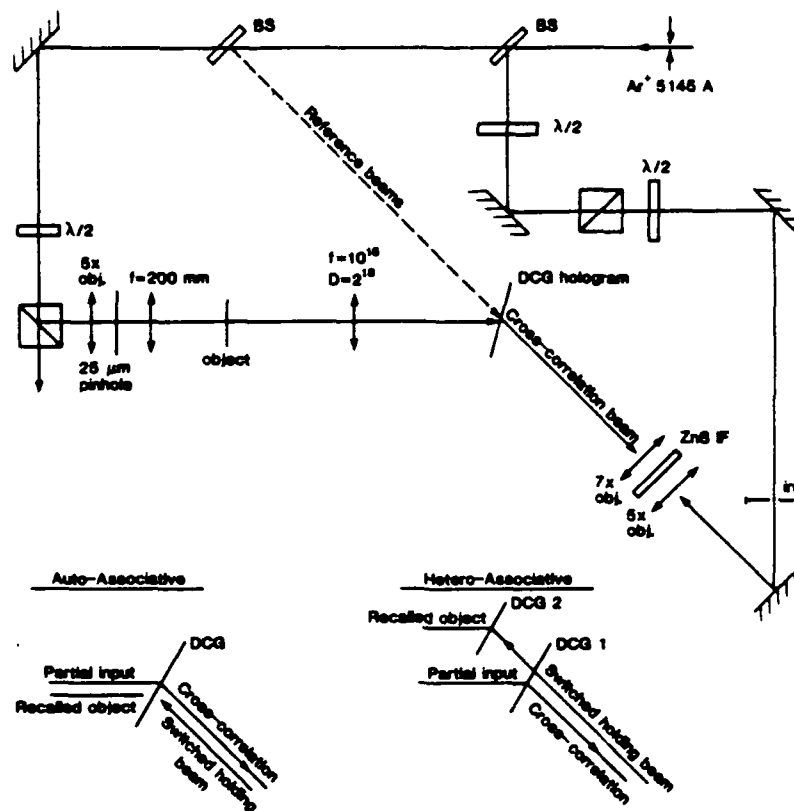 BS
BS
Ar⁺ 5145 A
λ/2
λ/2
Reference beams
λ/2
5x obj.
f=200 mm
f=10¹⁶
D=2¹⁸
DCG hologram
object
25 μm pinhole
Cross-correlation beam
ZnS IF
7x obj.
5x obj.
Auto-Associative
Hetero-Associative
DCG 2
Recalled object
DCG
DCG 1
Partial input
Partial input
Recalled object
Cross-correlation
Switched holding beam
Switched holding beam
Cross-correlation